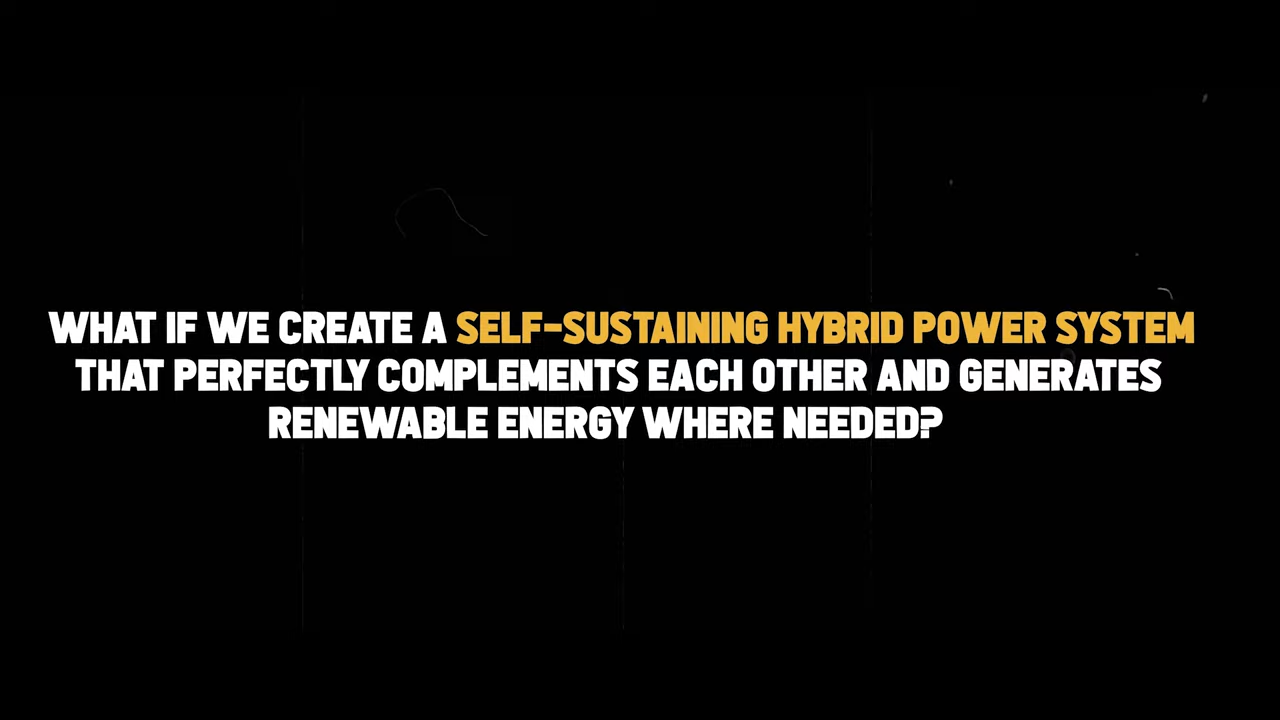 WHAT IF WE CREATE A SELF-SUSTAINING HYBRID POWER SYSTEM
THAT PERFECTLY COMPLEMENTS EACH OTHER AND GENERATES
RENEWABLE ENERGY WHERE NEEDED?